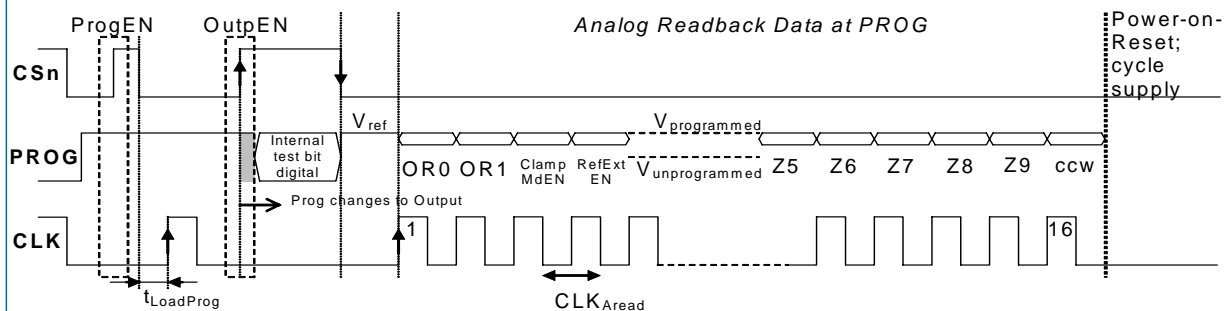 ProgEN
OutpEN
Analog Readback Data at PROG
Power-on-
Reset;
cycle
supply
CSn
PROG
Internal
test bit
digital
Vref
OR0
OR1
Clamp
MdEN
RefExt
EN
Vprogrammed
Vunprogrammed
Z5
Z6
Z7
Z8
Z9
ccw
Prog changes to Output
CLK
1
16
tLoadProg
CLKAread